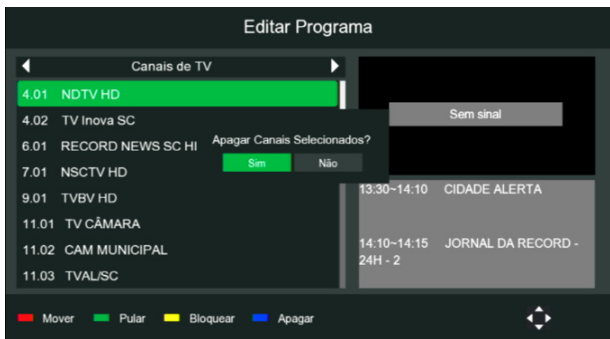 Editar Programa
Canais de TV
4.01 NDTV HD
4.02 TV Inova SC
6.01 RECORD NEWS SC HI
7.01 NSCTV HD
9.01 TVBV HD
11.01 TV CÂMARA
11.02 CAM MUNICIPAL
11.03 TVAL/SC
Apagar Canais Selecionados?
Sim Não
Sem sinal
13:30~14:10 CIDADE ALERTA
14:10~14:15 JORNAL DA RECORD -
24H - 2
Mover Pular Bloquear Apagar